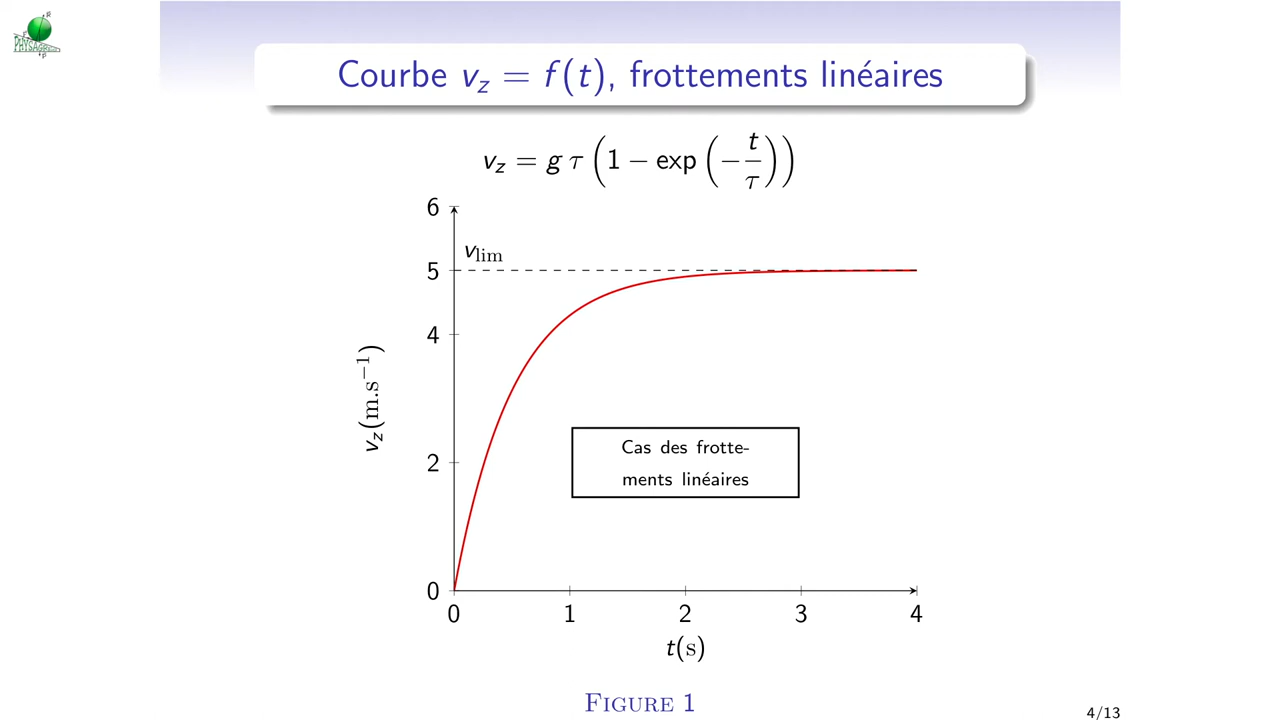 Courbe v_z = f(t), frottements linéaires
v_z = g τ (1 − exp (−t/τ))
6
v_lim
5
4
2
0
v_z(m.s⁻¹)
Cas des frotte-
ments linéaires
0 1 2 3 4
t(s)
FIGURE 1
4/13